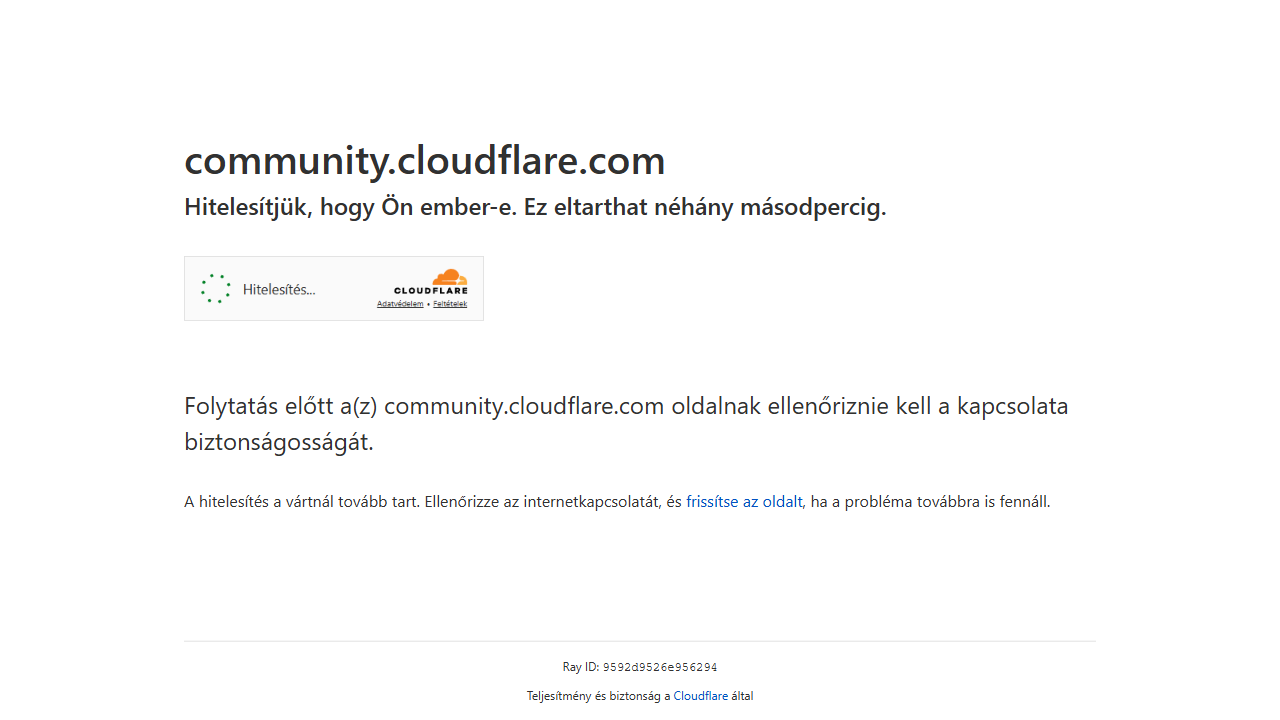 community.cloudflare.com
Hitelesítjük, hogy Ön ember-e. Ez eltarthat néhány másodpercig.
Hitelesítés...
CLOUDFLARE
Adatvédelem • Feltételek
Folytatás előtt a(z) community.cloudflare.com oldalnak ellenőriznie kell a kapcsolata
biztonságosságát.
A hitelesítés a vártnál tovább tart. Ellenőrizze az internetkapcsolatát, és frissítse az oldalt, ha a probléma továbbra is fennáll.
Ray ID: 9592d9526e956294
Teljesítmény és biztonság a Cloudflare által